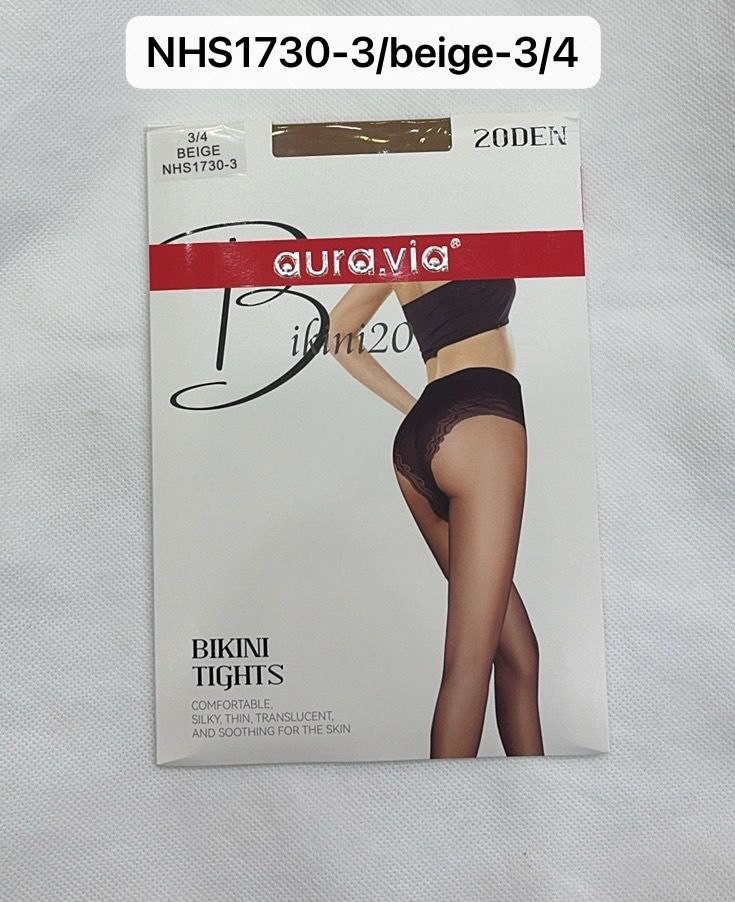 NHS1730-3/beige-3/4
3/4
BEIGE
NHS1730-3
20DEN
aura.via®
Bikini20
BIKINI
TIGHTS
COMFORTABLE,
SILKY, THIN, TRANSLUCENT,
AND SOOTHING FOR THE SKIN